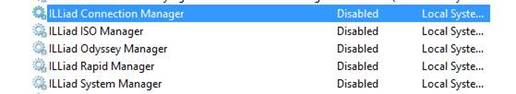 ILLiad Connection Manager Disabled Local Syste...
ILLiad ISO Manager Disabled Local Syste...
ILLiad Odyssey Manager Disabled Local Syste...
ILLiad Rapid Manager Disabled Local Syste...
ILLiad System Manager Disabled Local Syste...